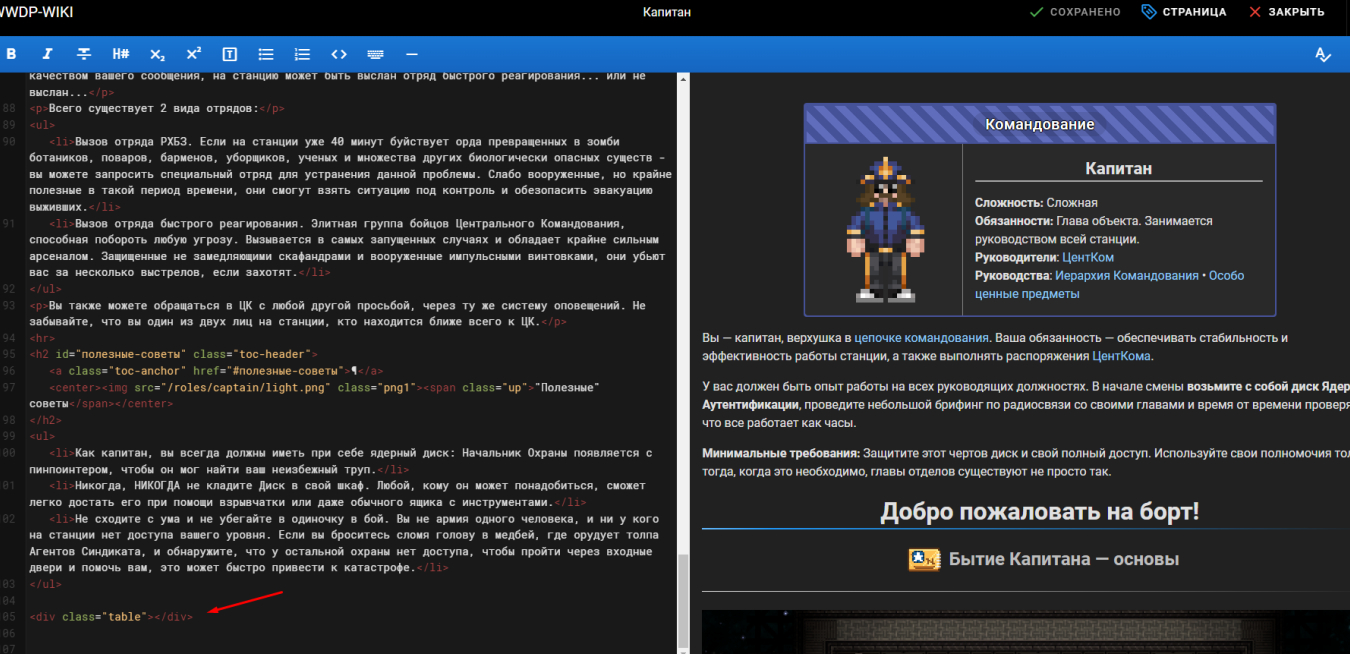 WWDP-WIKI
Капитан
СОХРАНЕНО
СТРАНИЦА
ЗАКРЫТЬ
B I H# X₂ X² T <>
качеством вашего сообщения, на станцию может быть выслан отряд быстрого реагирования... или не
выслан...</p>
88 <p>Всего существует 2 вида отрядов:</p>
89 <ul>
90 <li>Вызов отряда РХБЗ. Если на станции уже 40 минут буйствует орда превращенных в зомби
ботаников, поваров, барменов, уборщиков, ученых и множества других биологически опасных существ -
вы можете запросить специальный отряд для устранения данной проблемы. Слабо вооруженные, но крайне
полезные в такой период времени, они смогут взять ситуацию под контроль и обезопасить эвакуацию
выживших.</li>
91 <li>Вызов отряда быстрого реагирования. Элитная группа бойцов Центрального Командования,
способная побороть любую угрозу. Вызывается в самых запущенных случаях и обладает крайне сильным
арсеналом. Защищенные не замедляющими скафандрами и вооруженные импульсными винтовками, они убьют
вас за несколько выстрелов, если захотят.</li>
92 </ul>
93 <p>Вы также можете обращаться в ЦК с любой другой просьбой, через ту же систему оповещений. Не
забывайте, что вы один из двух лиц на станции, кто находится ближе всего к ЦК.</p>
94 <hr>
95 <h2 id="полезные-советы" class="toc-header">
96 <a class="toc-anchor" href="#полезные-советы">¶</a>
97 <center><img src="/roles/captain/light.png" class="png1"><span class="up">"Полезные"
советы</span></center>
98 </h2>
99 <ul>
00 <li>Как капитан, вы всегда должны иметь при себе ядерный диск: Начальник Охраны появляется с
пинпоинтером, чтобы он мог найти ваш неизбежный труп.</li>
01 <li>Никогда, НИКОГДА не кладите Диск в свой шкаф. Любой, кому он может понадобиться, сможет
легко достать его при помощи взрывчатки или даже обычного ящика с инструментами.</li>
02 <li>Не сходите с ума и не убегайте в одиночку в бой. Вы не армия одного человека, и ни у кого
на станции нет доступа вашего уровня. Если вы броситесь сломя голову в медбей, где орудует толпа
Агентов Синдиката, и обнаружите, что у остальной охраны нет доступа, чтобы пройти через входные
двери и помочь вам, это может быстро привести к катастрофе.</li>
03 </ul>
04
05 <div class="table"></div>
06
07
Командование
Капитан
Сложность: Сложная
Обязанности: Глава объекта. Занимается
руководством всей станции.
Руководители: ЦентКом
Руководства: Иерархия Командования • Особо
ценные предметы
Вы — капитан, верхушка в цепочке командования. Ваша обязанность — обеспечивать стабильность и
эффективность работы станции, а также выполнять распоряжения ЦентКома.
У вас должен быть опыт работы на всех руководящих должностях. В начале смены возьмите с собой диск Ядер
Аутентификации, проведите небольшой брифинг по радиосвязи со своими главами и время от времени проверя
что все работает как часы.
Минимальные требования: Защитите этот чертов диск и свой полный доступ. Используйте свои полномочия тол
тогда, когда это необходимо, главы отделов существуют не просто так.
Добро пожаловать на борт!
Бытие Капитана — основы